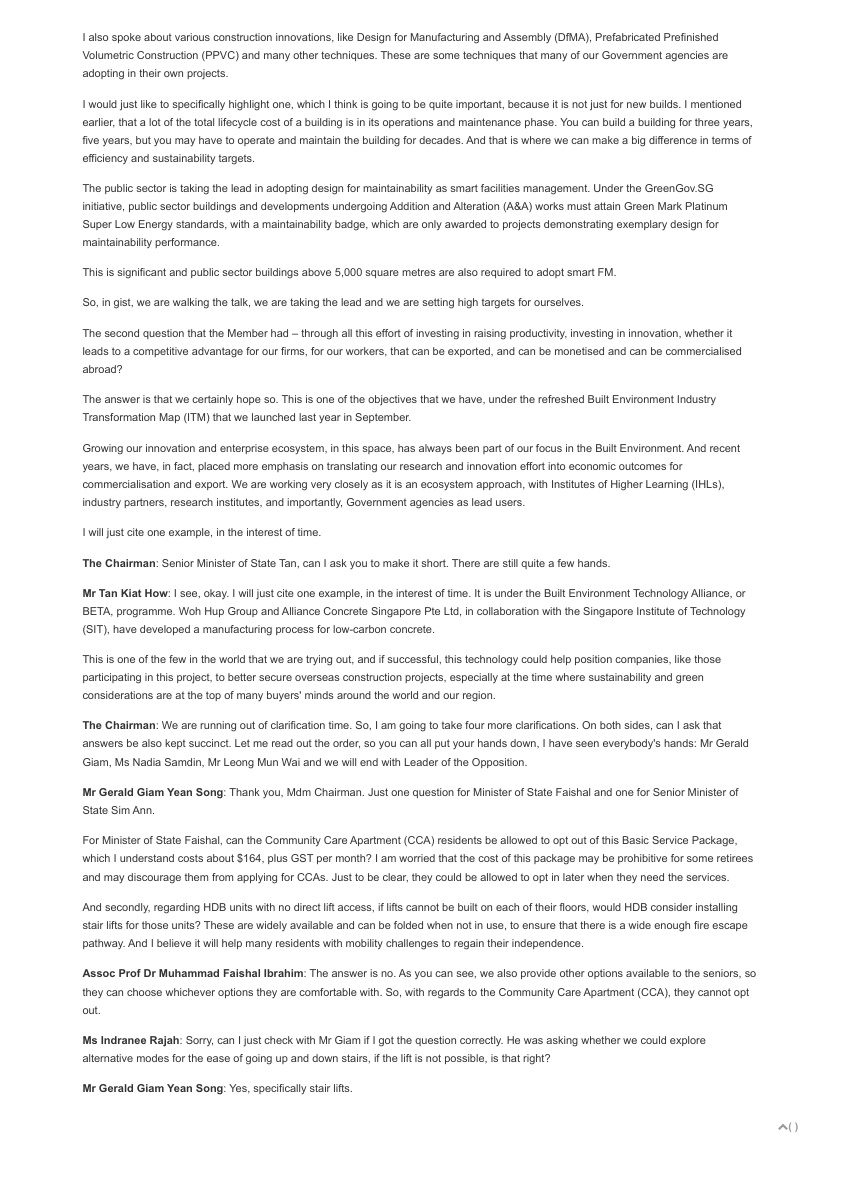 I also spoke about various construction innovations, like Design for Manufacturing and Assembly (DfMA), Prefabricated Prefinished
Volumetric Construction (PPVC) and many other techniques. These are some techniques that many of our Government agencies are
adopting in their own projects.
I would just like to specifically highlight one, which I think is going to be quite important, because it is not just for new builds. I mentioned
earlier, that a lot of the total lifecycle cost of a building is in its operations and maintenance phase. You can build a building for three years,
five years, but you may have to operate and maintain the building for decades. And that is where we can make a big difference in terms of
efficiency and sustainability targets.
The public sector is taking the lead in adopting design for maintainability as smart facilities management. Under the GreenGov.SG
initiative, public sector buildings and developments undergoing Addition and Alteration (A&A) works must attain Green Mark Platinum
Super Low Energy standards, with a maintainability badge, which are only awarded to projects demonstrating exemplary design for
maintainability performance.
This is significant and public sector buildings above 5,000 square metres are also required to adopt smart FM.
So, in gist, we are walking the talk, we are taking the lead and we are setting high targets for ourselves.
The second question that the Member had – through all this effort of investing in raising productivity, investing in innovation, whether it
leads to a competitive advantage for our firms, for our workers, that can be exported, and can be monetised and can be commercialised
abroad?
The answer is that we certainly hope so. This is one of the objectives that we have, under the refreshed Built Environment Industry
Transformation Map (ITM) that we launched last year in September.
Growing our innovation and enterprise ecosystem, in this space, has always been part of our focus in the Built Environment. And recent
years, we have, in fact, placed more emphasis on translating our research and innovation effort into economic outcomes for
commercialisation and export. We are working very closely as it is an ecosystem approach, with Institutes of Higher Learning (IHLs),
industry partners, research institutes, and importantly, Government agencies as lead users.
I will just cite one example, in the interest of time.
The Chairman: Senior Minister of State Tan, can I ask you to make it short. There are still quite a few hands.
Mr Tan Kiat How: I see, okay. I will just cite one example, in the interest of time. It is under the Built Environment Technology Alliance, or
BETA, programme. Woh Hup Group and Alliance Concrete Singapore Pte Ltd, in collaboration with the Singapore Institute of Technology
(SIT), have developed a manufacturing process for low-carbon concrete.
This is one of the few in the world that we are trying out, and if successful, this technology could help position companies, like those
participating in this project, to better secure overseas construction projects, especially at the time where sustainability and green
considerations are at the top of many buyers' minds around the world and our region.
The Chairman: We are running out of clarification time. So, I am going to take four more clarifications. On both sides, can I ask that
answers be also kept succinct. Let me read out the order, so you can all put your hands down, I have seen everybody's hands: Mr Gerald
Giam, Ms Nadia Samdin, Mr Leong Mun Wai and we will end with Leader of the Opposition.
Mr Gerald Giam Yean Song: Thank you, Mdm Chairman. Just one question for Minister of State Faishal and one for Senior Minister of
State Sim Ann.
For Minister of State Faishal, can the Community Care Apartment (CCA) residents be allowed to opt out of this Basic Service Package,
which I understand costs about $164, plus GST per month? I am worried that the cost of this package may be prohibitive for some retirees
and may discourage them from applying for CCAs. Just to be clear, they could be allowed to opt in later when they need the services.
And secondly, regarding HDB units with no direct lift access, if lifts cannot be built on each of their floors, would HDB consider installing
stair lifts for those units? These are widely available and can be folded when not in use, to ensure that there is a wide enough fire escape
pathway. And I believe it will help many residents with mobility challenges to regain their independence.
Assoc Prof Dr Muhammad Faishal Ibrahim: The answer is no. As you can see, we also provide other options available to the seniors, so
they can choose whichever options they are comfortable with. So, with regards to the Community Care Apartment (CCA), they cannot opt
out.
Ms Indranee Rajah: Sorry, can I just check with Mr Giam if I got the question correctly. He was asking whether we could explore
alternative modes for the ease of going up and down stairs, if the lift is not possible, is that right?
Mr Gerald Giam Yean Song: Yes, specifically stair lifts.
( )